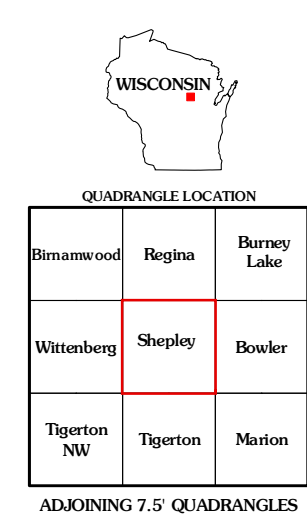 WISCONSIN
QUADRANGLE LOCATION
Birnamwood
Regina
Burney
Lake
Wittenberg
Shepley
Bowler
Tigerton
NW
Tigerton
Marion
ADJOINING 7.5' QUADRANGLES